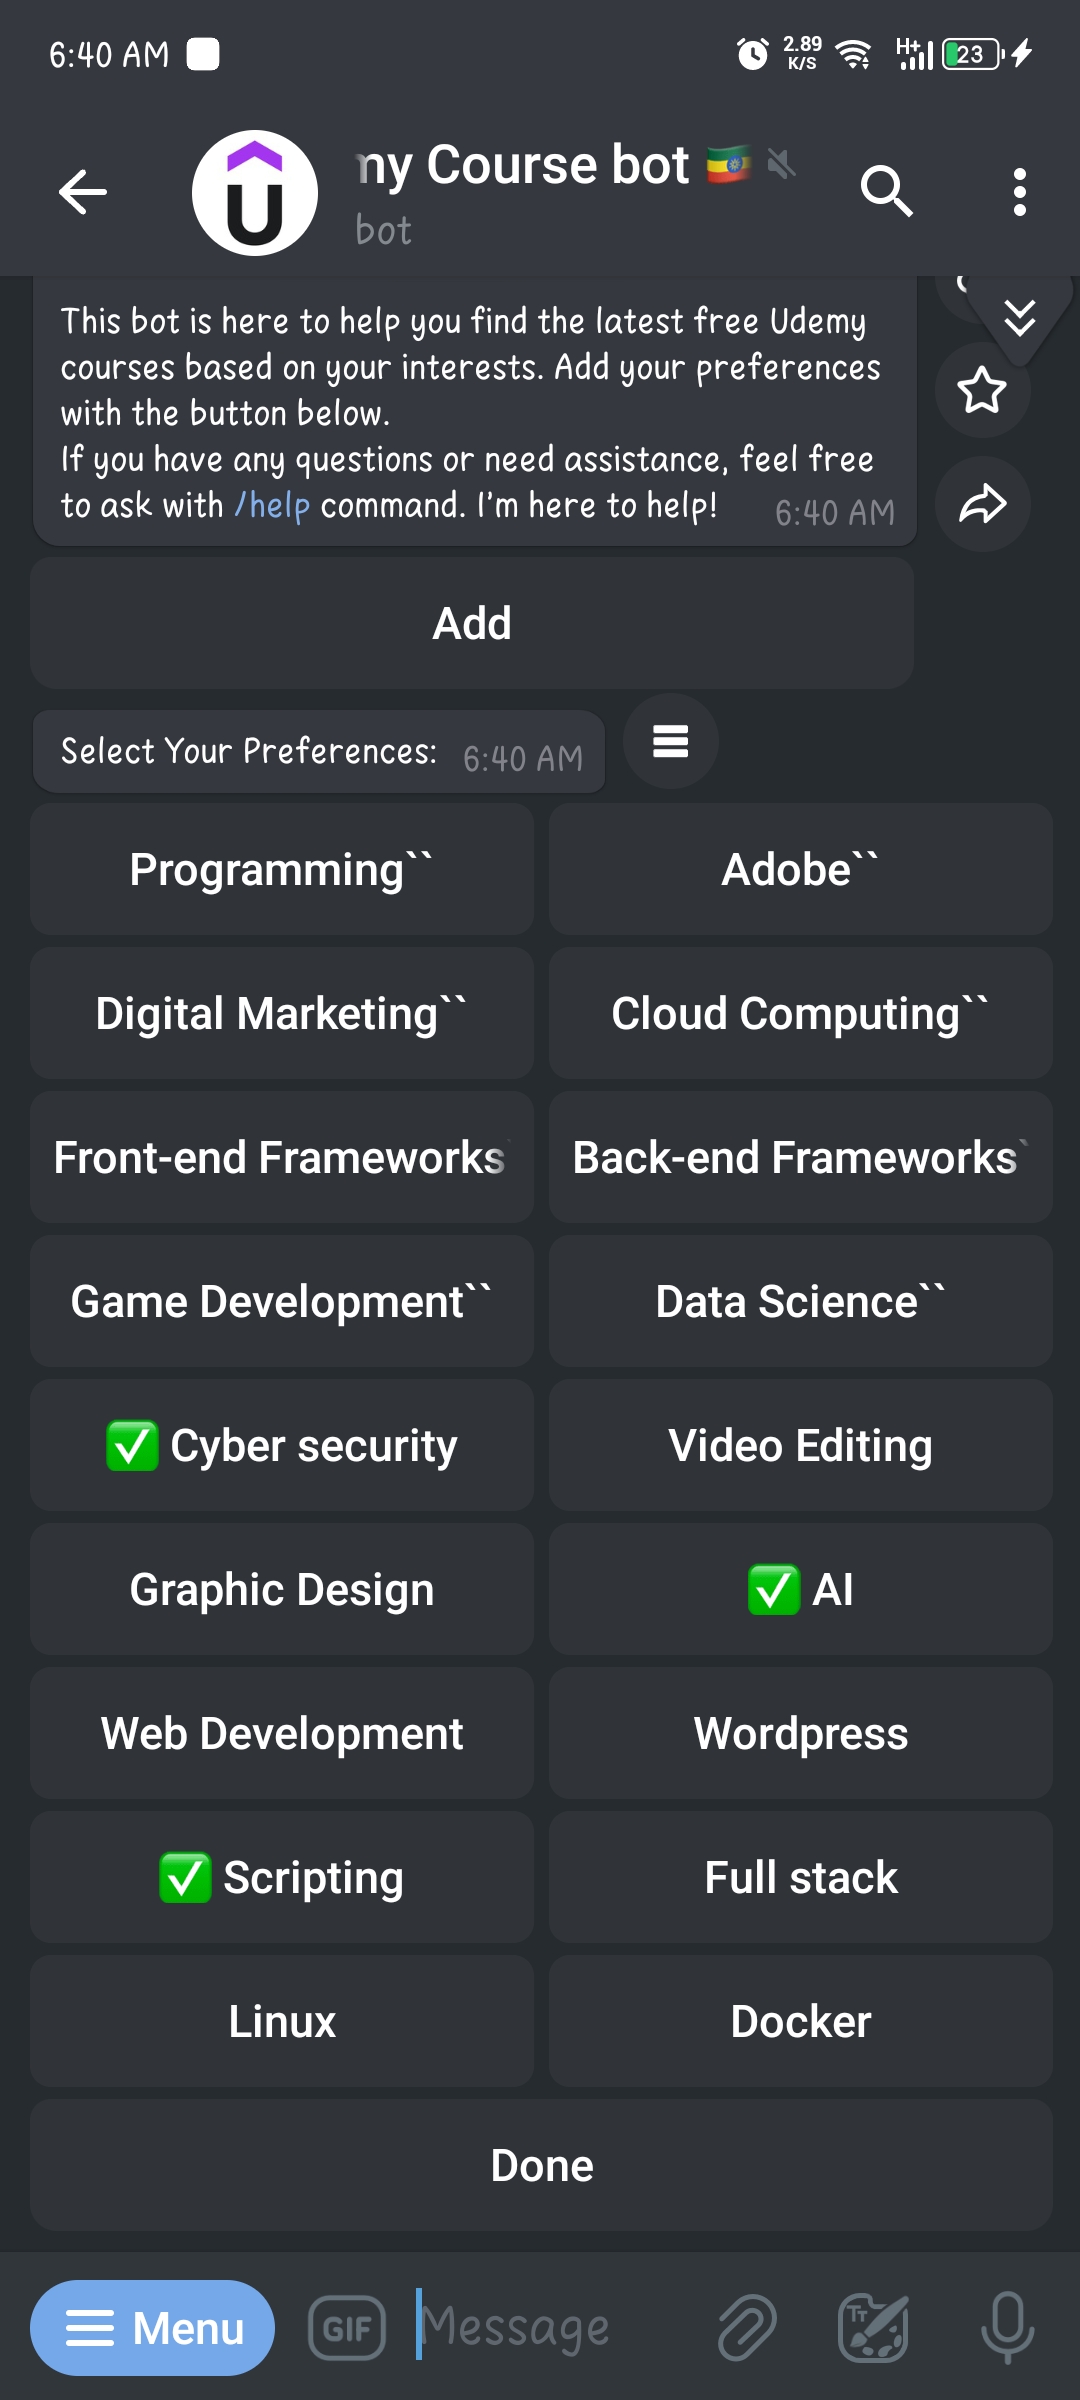 6:40 AM
2.89 K/S
H+
23
my Course bot 🇪🇹
bot
This bot is here to help you find the latest free Udemy
courses based on your interests. Add your preferences
with the button below.
If you have any questions or need assistance, feel free
to ask with /help command. I'm here to help!
6:40 AM
Add
Select Your Preferences:
6:40 AM
Programming``
Adobe``
Digital Marketing``
Cloud Computing``
Front-end Frameworks`
Back-end Frameworks`
Game Development``
Data Science``
✅ Cyber security
Video Editing
Graphic Design
✅ AI
Web Development
Wordpress
✅ Scripting
Full stack
Linux
Docker
Done
Menu
GIF
Message